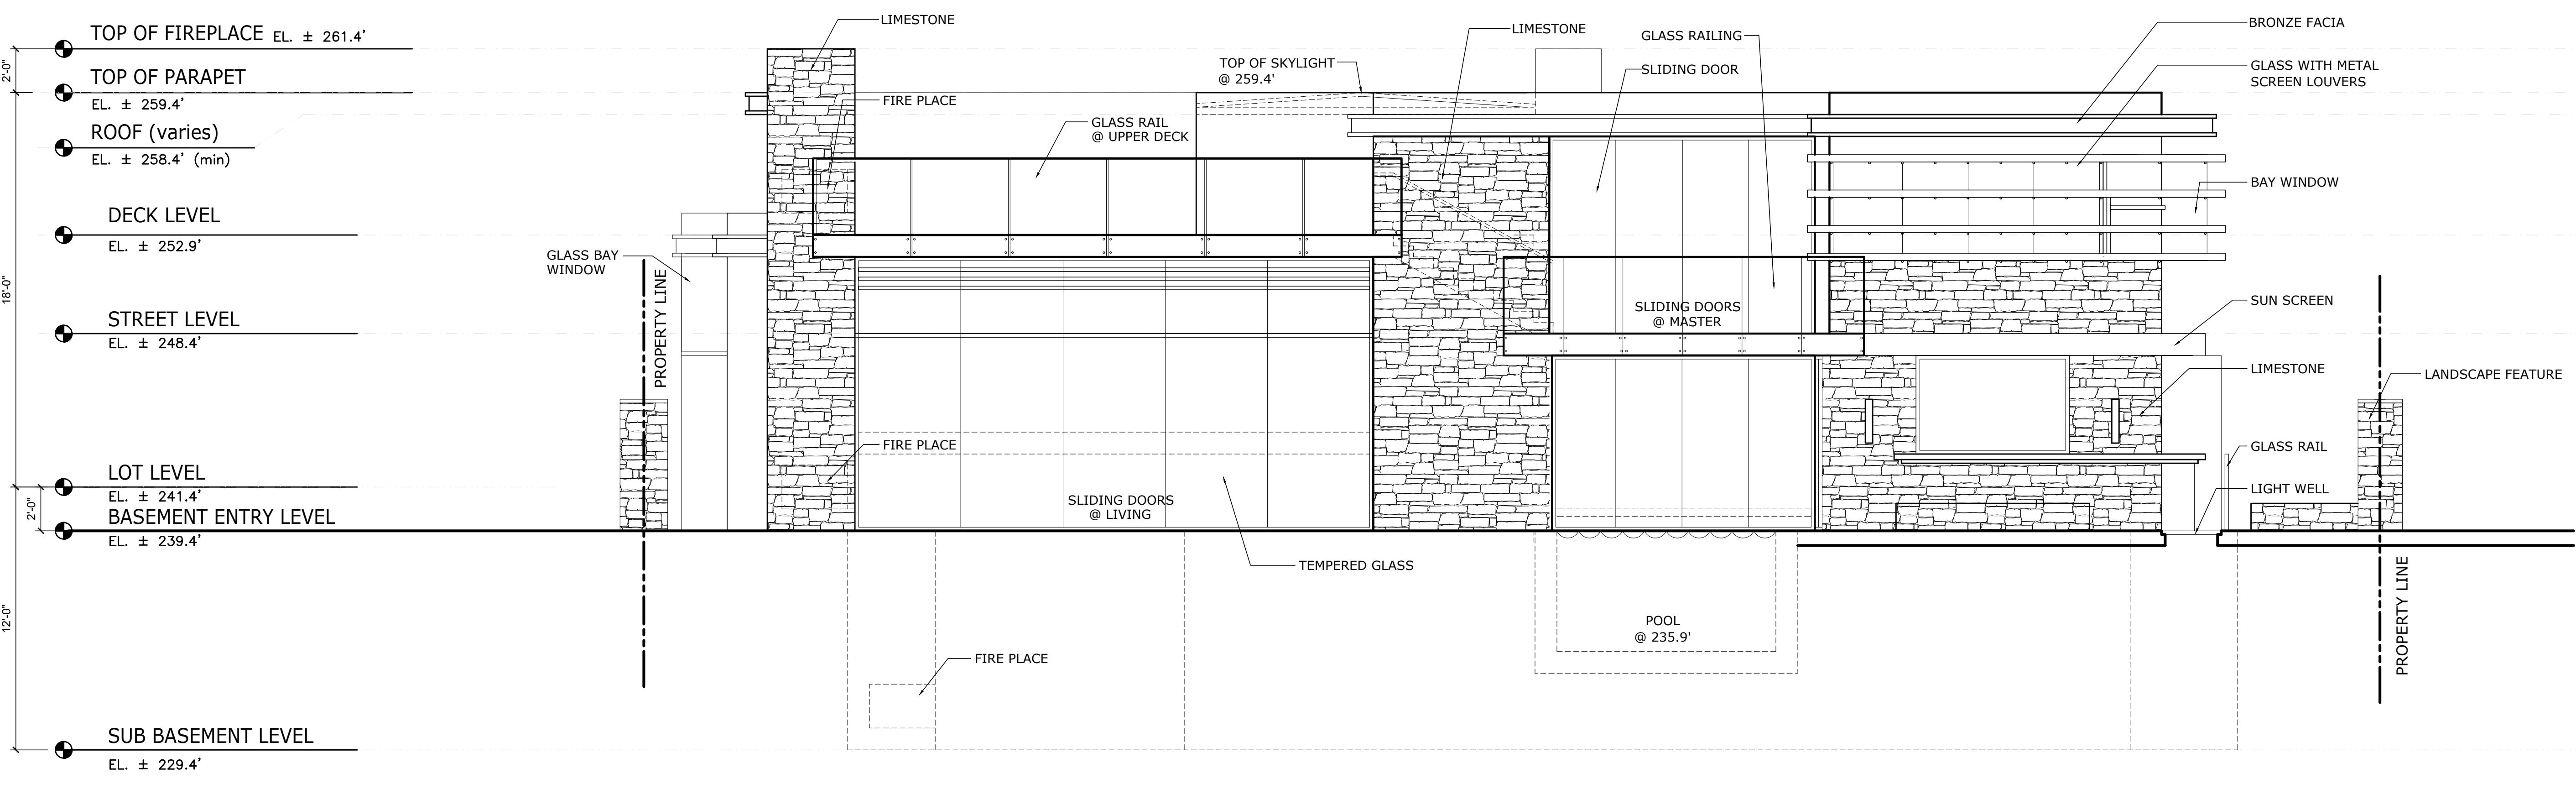 TOP OF FIREPLACE EL. ± 261.4'
2'-0"
TOP OF PARAPET
EL. ± 259.4'
ROOF (varies)
EL. ± 258.4' (min)
DECK LEVEL
EL. ± 252.9'
18'-0"
STREET LEVEL
EL. ± 248.4'
LOT LEVEL
EL. ± 241.4'
2'-0"
BASEMENT ENTRY LEVEL
EL. ± 239.4'
12'-0"
SUB BASEMENT LEVEL
EL. ± 229.4'
GLASS BAY
WINDOW
PROPERTY LINE
LIMESTONE
FIRE PLACE
GLASS RAIL
@ UPPER DECK
TOP OF SKYLIGHT
@ 259.4'
LIMESTONE
GLASS RAILING
SLIDING DOOR
SLIDING DOORS
@ MASTER
FIRE PLACE
SLIDING DOORS
@ LIVING
TEMPERED GLASS
FIRE PLACE
POOL
@ 235.9'
BRONZE FACIA
GLASS WITH METAL
SCREEN LOUVERS
BAY WINDOW
SUN SCREEN
LIMESTONE
LANDSCAPE FEATURE
GLASS RAIL
LIGHT WELL
PROPERTY LINE